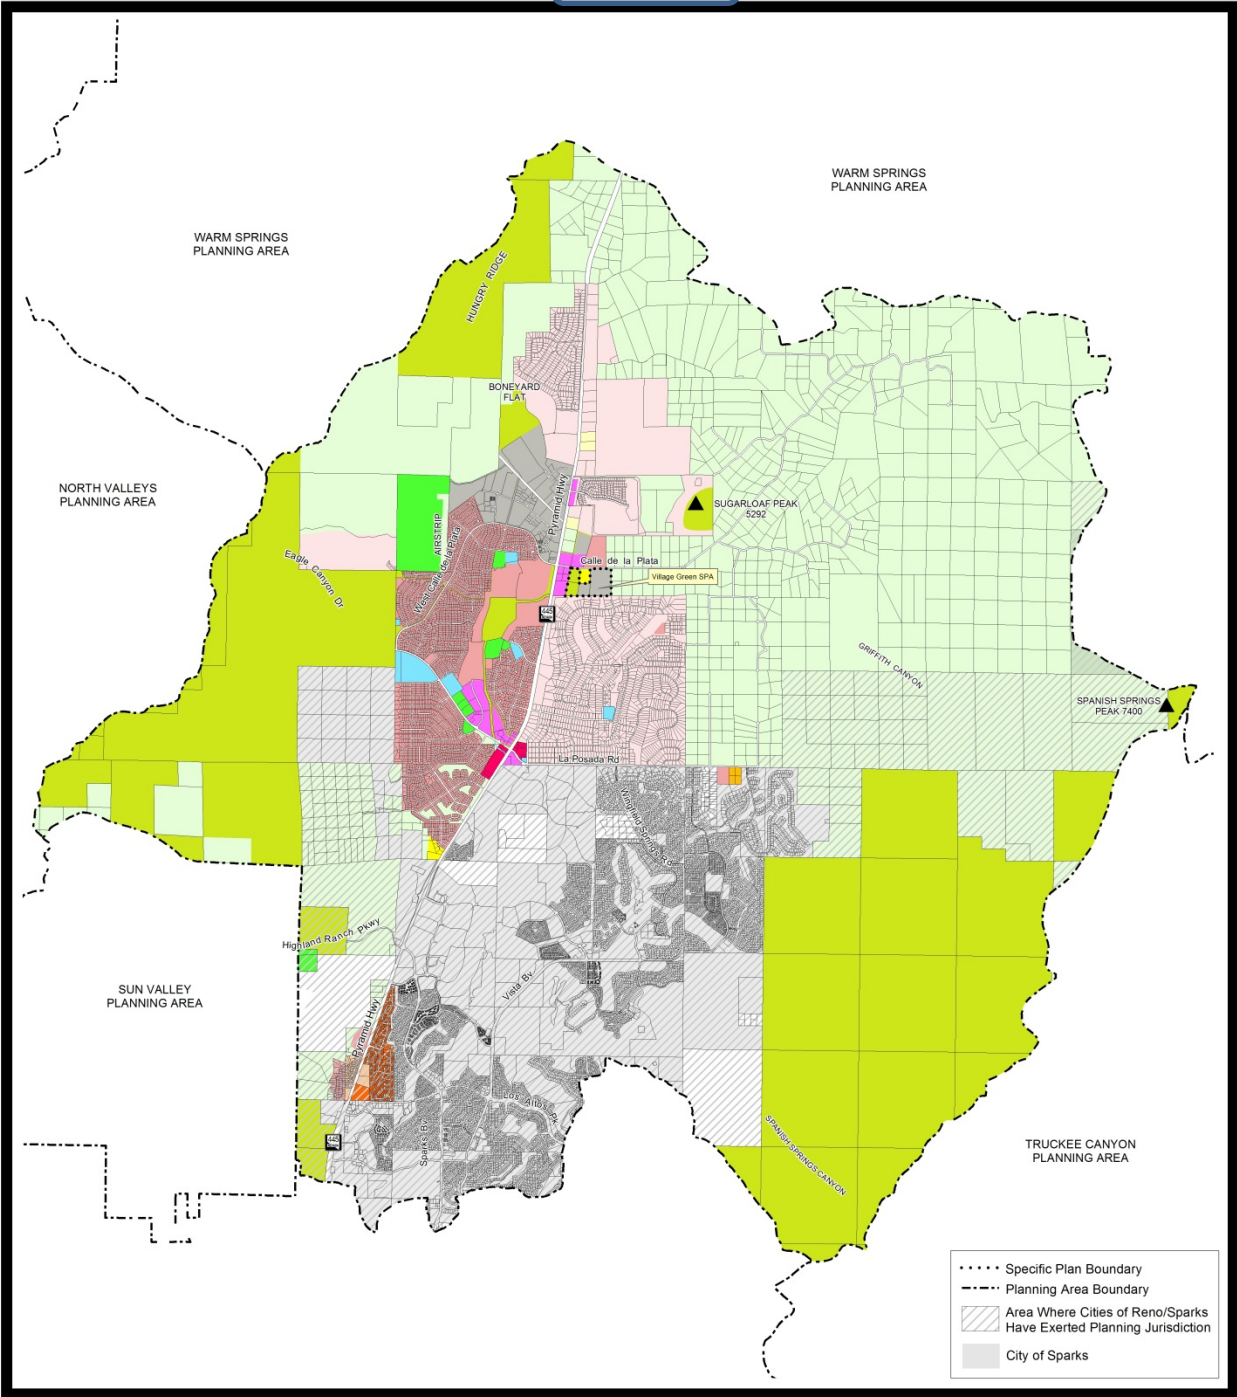 WARM SPRINGS
PLANNING AREA
WARM SPRINGS
PLANNING AREA
HUNGRY RIDGE
BONEYARD
FLAT
NORTH VALLEYS
PLANNING AREA
Pyramid Hwy
SUGARLOAF PEAK
5292
AIRSTRIP
West Calle de la Plata
Eagle Canyon Dr
Calle de la Plata
Village Green SPA
445
GRIFFITH CANYON
SPANISH SPRINGS
PEAK 7400
La Posada Rd
Wingfield Springs Rd
Highland Ranch Pkwy
SUN VALLEY
PLANNING AREA
Vista Bv
Pyramid Hwy
Los Altos Pk
Sparks Bv
445
SPANISH SPRINGS CANYON
TRUCKEE CANYON
PLANNING AREA
Specific Plan Boundary
Planning Area Boundary
Area Where Cities of Reno/Sparks
Have Exerted Planning Jurisdiction
City of Sparks